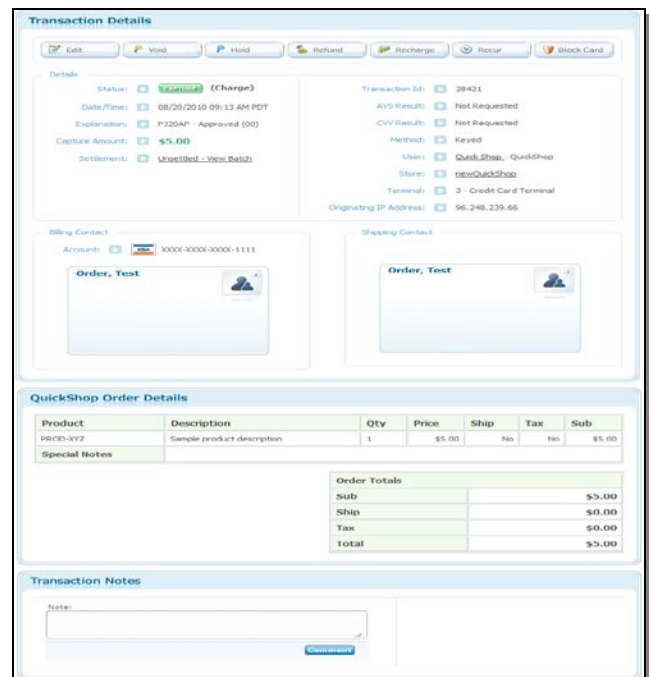 Transaction Details
Edit Void Hold Refund Recharge Recur Block Card
Details
Status: (Charge)
Date/Time: 08/20/2010 09:13 AM PDT
Explanation: PJ20AP - Approved (00)
Capture Amount: $5.00
Settlement: Unsettled - View Batch
Transaction Id: 28421
AVS Result: Not Requested
CVV Result: Not Requested
Method: Keyed
User: Quick Shop, QuickShop
Store: newQuickShop
Terminal: 3 - Credit Card Terminal
Originating IP Address: 96.248.239.66
Billing Contact
Account: VISA XXXX-XXXX-XXXX-1111
Order, Test
Shipping Contact
Order, Test
QuickShop Order Details
Product Description Qty Price Ship Tax Sub
PROD-XYZ Sample product description 1 $5.00 No No $5.00
Special Notes
Order Totals
Sub $5.00
Ship $0.00
Tax $0.00
Total $5.00
Transaction Notes
Note:
Comment